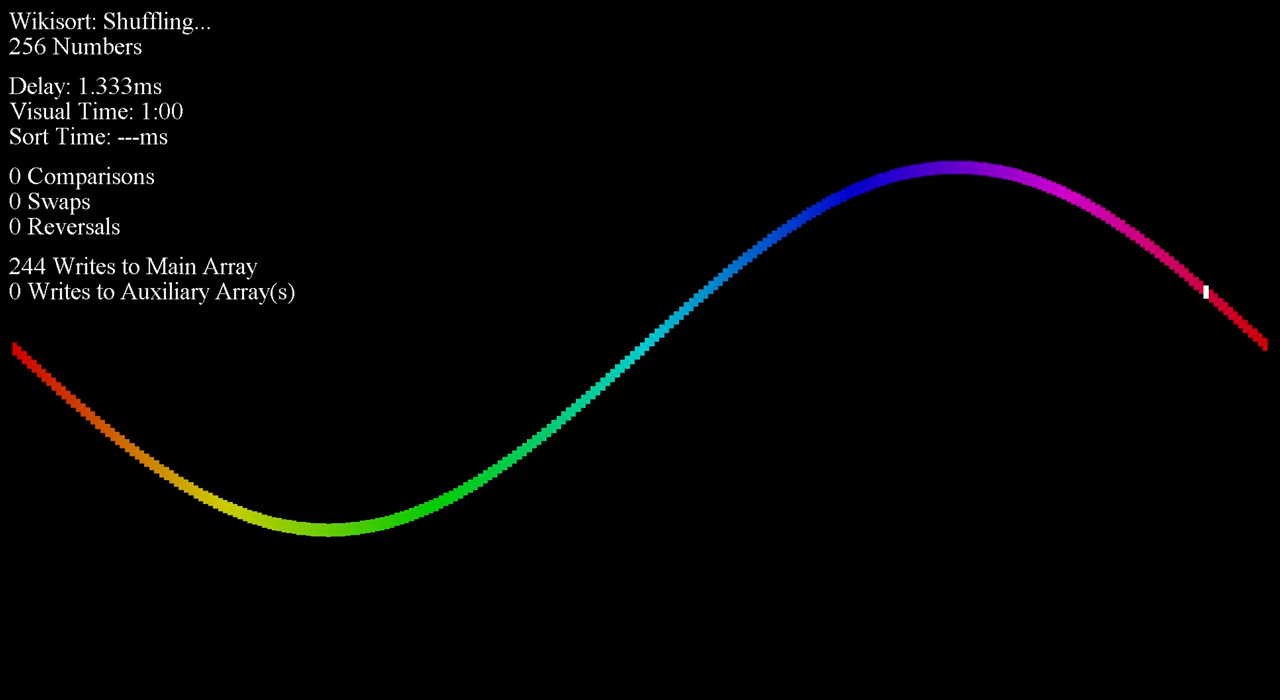 Wikisort: Shuffling...
256 Numbers
Delay: 1.333ms
Visual Time: 1:00
Sort Time: ---ms
0 Comparisons
0 Swaps
0 Reversals
244 Writes to Main Array
0 Writes to Auxiliary Array(s)